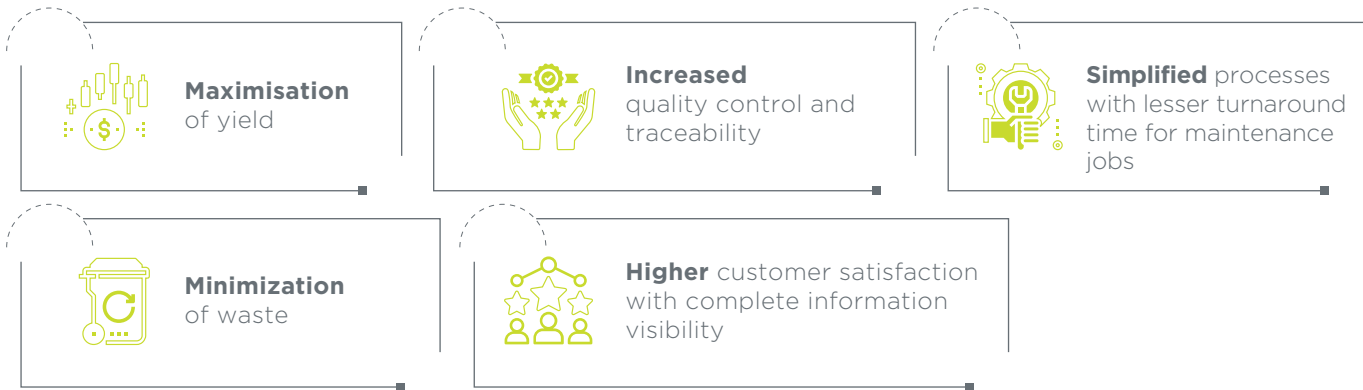 Maximisation
of yield
Increased
quality control and
traceability
Simplified processes
with lesser turnaround
time for maintenance
jobs
Minimization
of waste
Higher customer satisfaction
with complete information
visibility